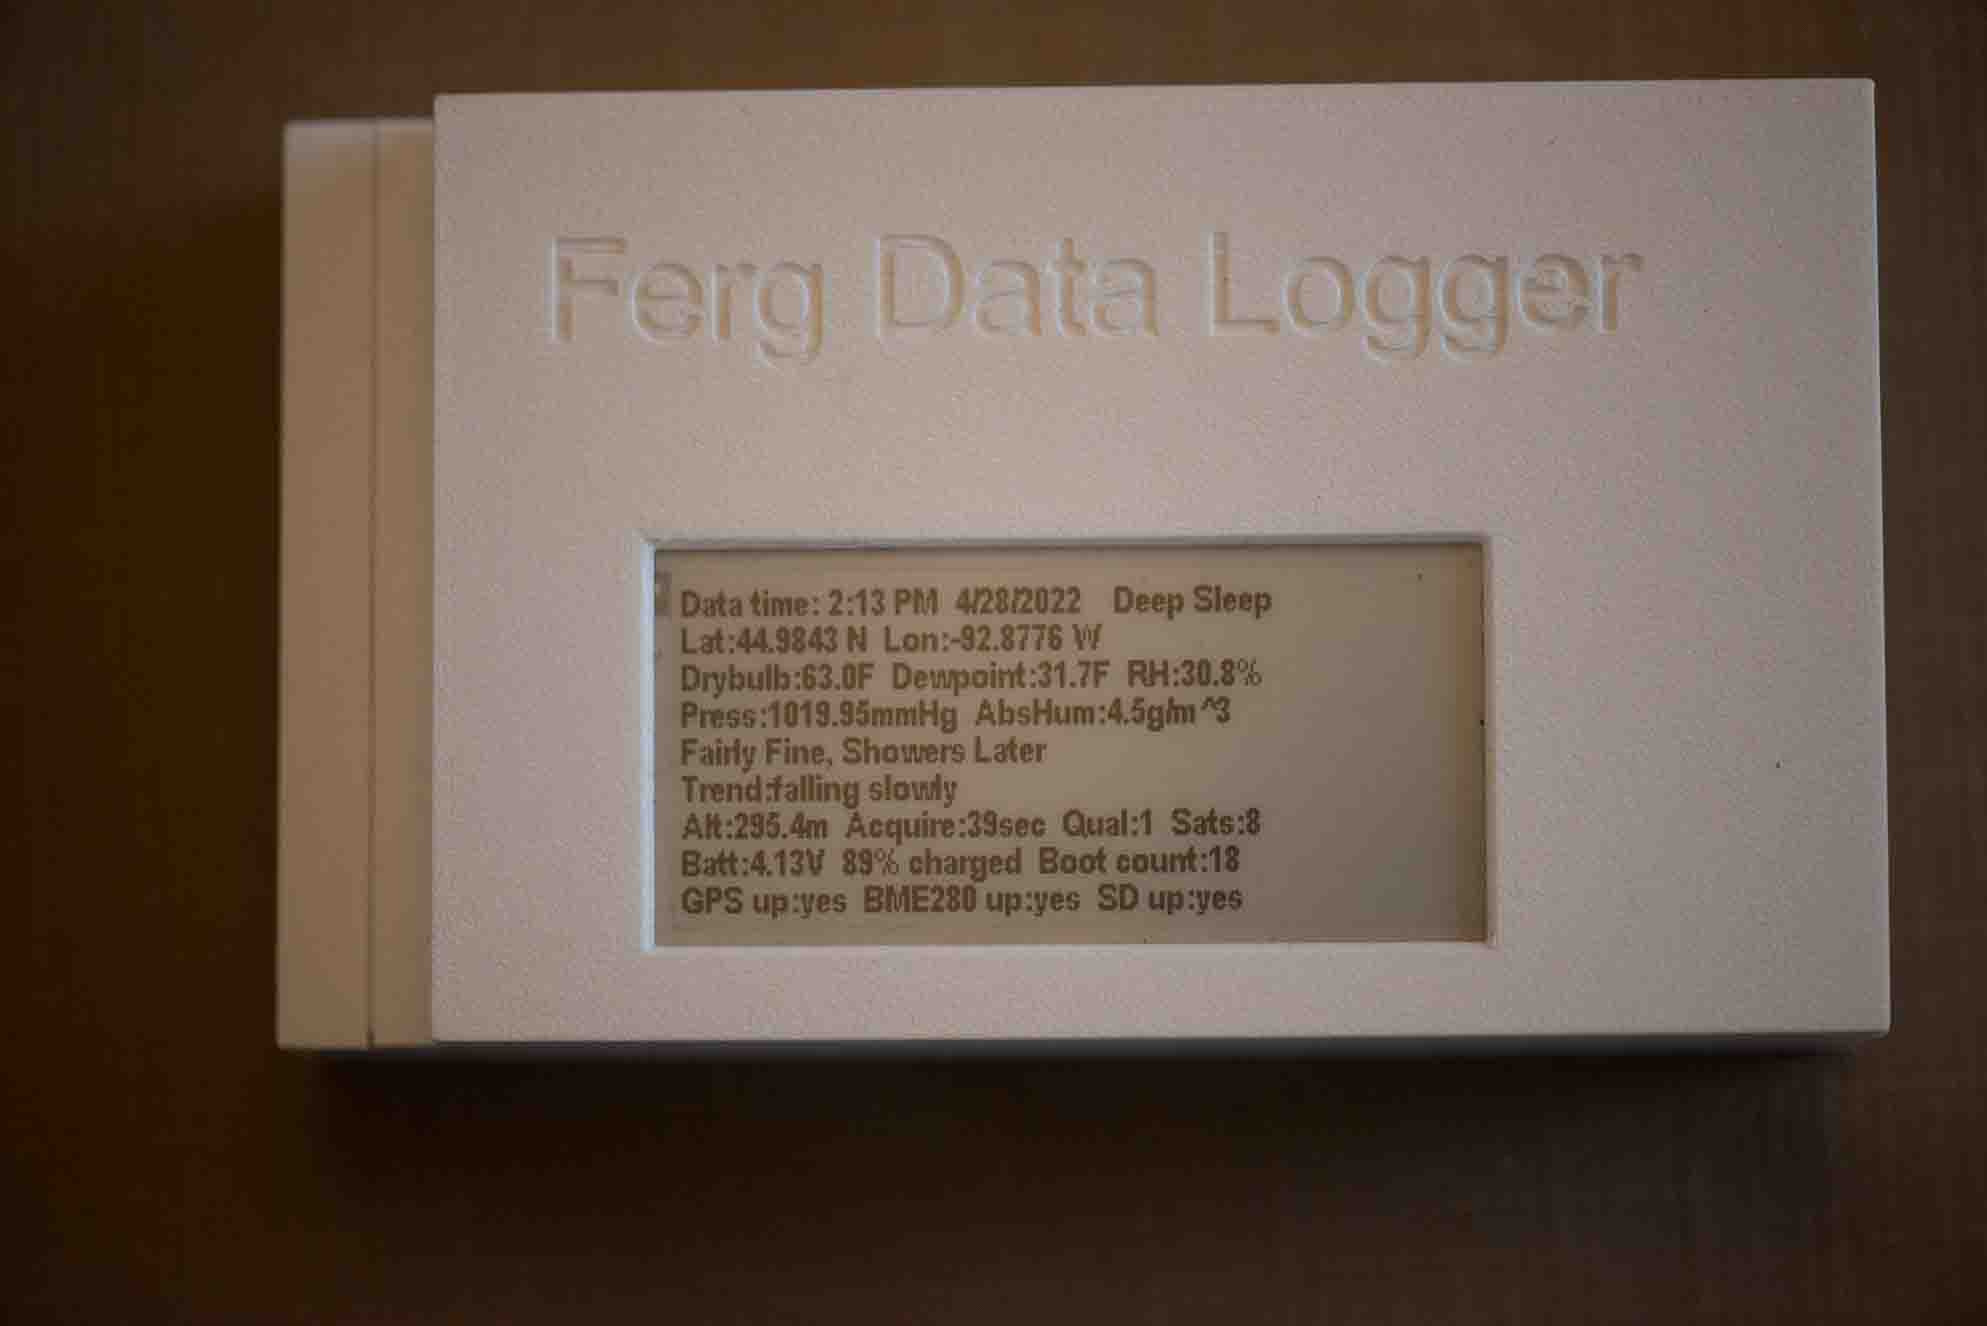 Ferg Data Logger
Data time: 2:13 PM 4/28/2022 Deep Sleep
Lat:44.9843 N Lon:-92.8776 W
Drybulb:63.0F Dewpoint:31.7F RH:30.8%
Press:1019.95mmHg AbsHum:4.5g/m^3
Fairly Fine, Showers Later
Trend:falling slowly
Alt:295.4m Acquire:39sec Qual:1 Sats:8
Batt:4.13V 89% charged Boot count:18
GPS up:yes BME280 up:yes SD up:yes